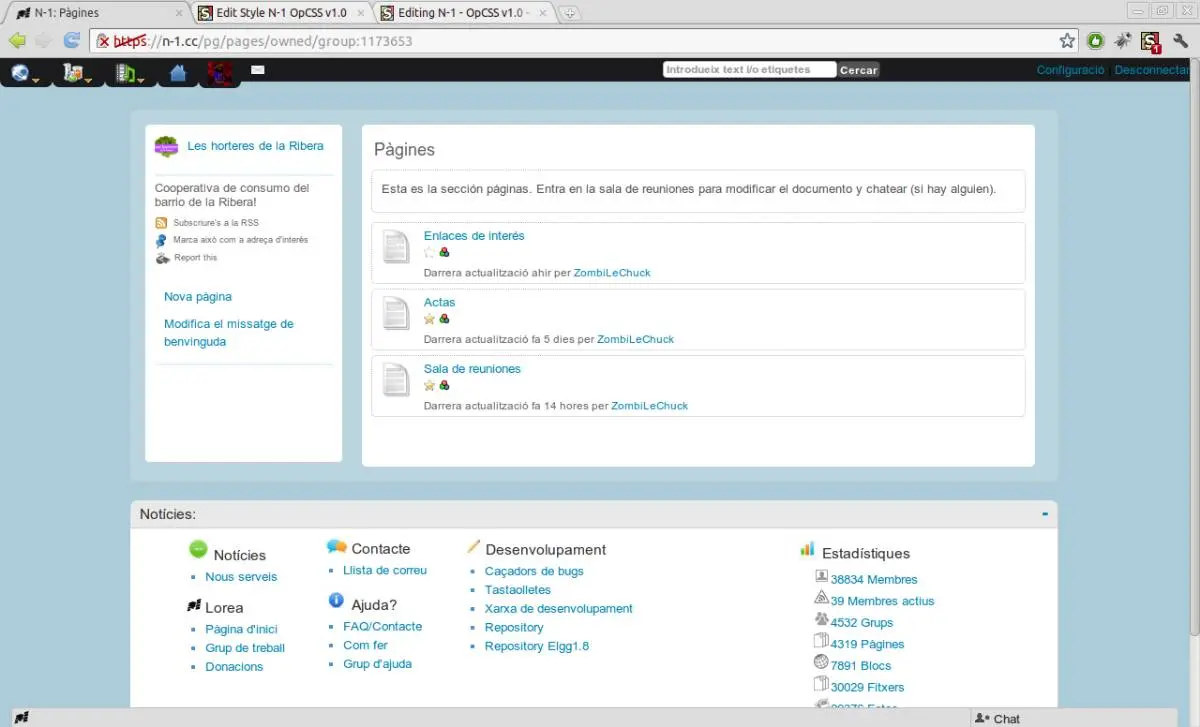 N-1: Pàgines
Edit Style N-1 OpCSS v1.0
Editing N-1 - OpCSS v1.0 -
https://n-1.cc/pg/pages/owned/group:1173653
1
Introdueix text i/o etiquetes
Cercar
Configuració
Desconnectar
Les horteres de la Ribera
Cooperativa de consumo del
barrio de la Ribera!
Subscriure's a la RSS
Marca això com a adreça d'interès
Report this
Nova pàgina
Modifica el missatge de
benvinguda
Pàgines
Esta es la sección páginas. Entra en la sala de reuniones para modificar el documento y chatear (si hay alguien).
Enlaces de interés
Darrera actualització ahir per ZombiLeChuck
Actas
Darrera actualització fa 5 dies per ZombiLeChuck
Sala de reuniones
Darrera actualització fa 14 hores per ZombiLeChuck
Notícies:
-
Notícies
Nous serveis
Lorea
Pàgina d'inici
Grup de treball
Donacions
Contacte
Llista de correu
Ajuda?
FAQ/Contacte
Com fer
Grup d'ajuda
Desenvolupament
Caçadors de bugs
Tastaolletes
Xarxa de desenvolupament
Repository
Repository Elgg1.8
Estadístiques
38834 Membres
39 Membres actius
4532 Grups
4319 Pàgines
7891 Blocs
30029 Fitxers
Chat